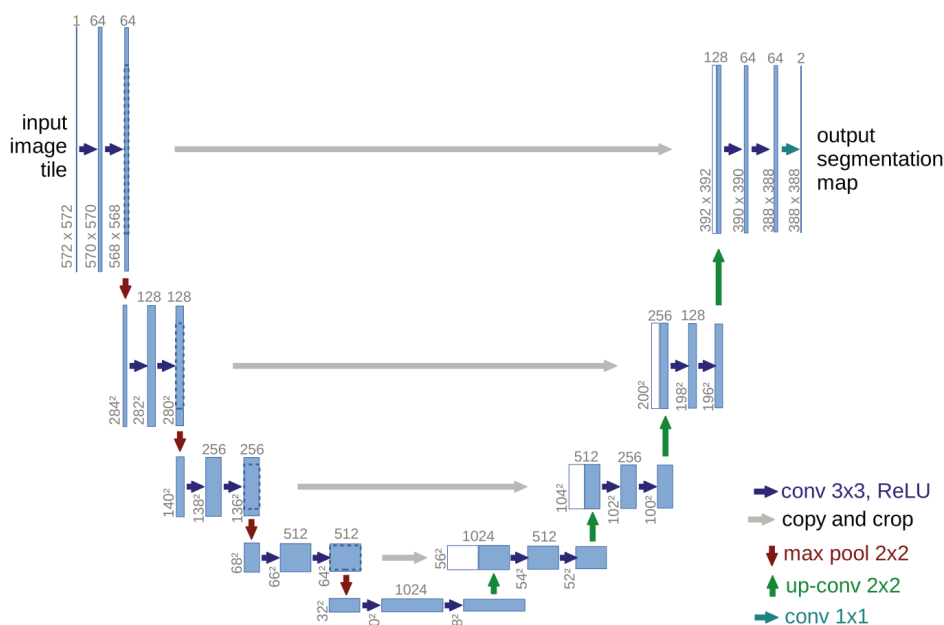 1 64 64
input
image
tile
572 x 572
570 x 570
568 x 568
128 64 64 2
output
segmentation
map
392 x 392
390 x 390
388 x 388
388 x 388
128 128
284²
282²
280²
256 128
200²
198²
196²
256 256
140²
138²
136²
512 256
104²
102²
100²
512 512
68²
66²
64²
1024 512
56²
54²
52²
1024
32²
conv 3x3, ReLU
copy and crop
max pool 2x2
up-conv 2x2
conv 1x1